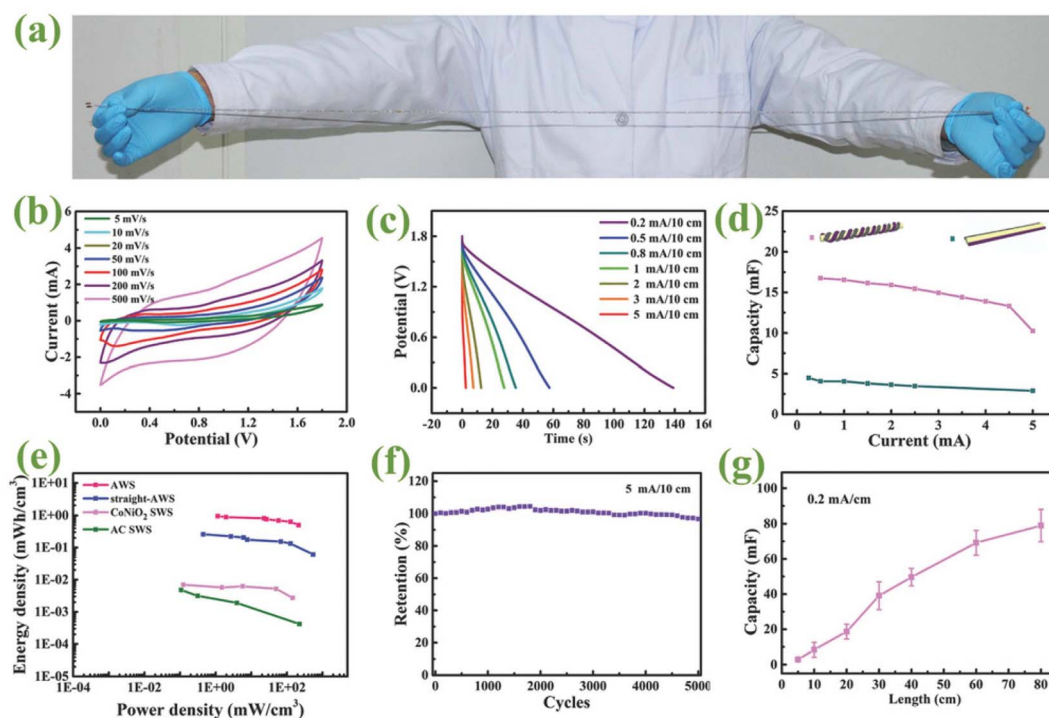 (a)
(b)
6
4
2
0
-2
-4
Current (mA)
5 mV/s
10 mV/s
20 mV/s
50 mV/s
100 mV/s
200 mV/s
500 mV/s
0.0 0.4 0.8 1.2 1.6 2.0
Potential (V)
(c)
1.8
1.2
0.6
0.0
Potential (V)
0.2 mA/10 cm
0.5 mA/10 cm
0.8 mA/10 cm
1 mA/10 cm
2 mA/10 cm
3 mA/10 cm
5 mA/10 cm
-20 0 20 40 60 80 100 120 140 16
Time (s)
(d)
25
20
15
10
5
0
Capacity (mF)
0 1 2 3 4 5
Current (mA)
(e)
1E+01
1E+00
1E-01
1E-02
1E-03
1E-04
1E-05
Energy density (mWh/cm³)
AWS
straight-AWS
CoNiO₂ SWS
AC SWS
1E-04 1E-02 1E+00 1E+02
Power density (mW/cm³)
(f)
120
100
80
60
40
20
0
Retention (%)
5 mA/10 cm
0 1000 2000 3000 4000 5000
Cycles
(g)
100
80
60
40
20
0
Capacity (mF)
0.2 mA/cm
10 20 30 40 50 60 70 80
Length (cm)